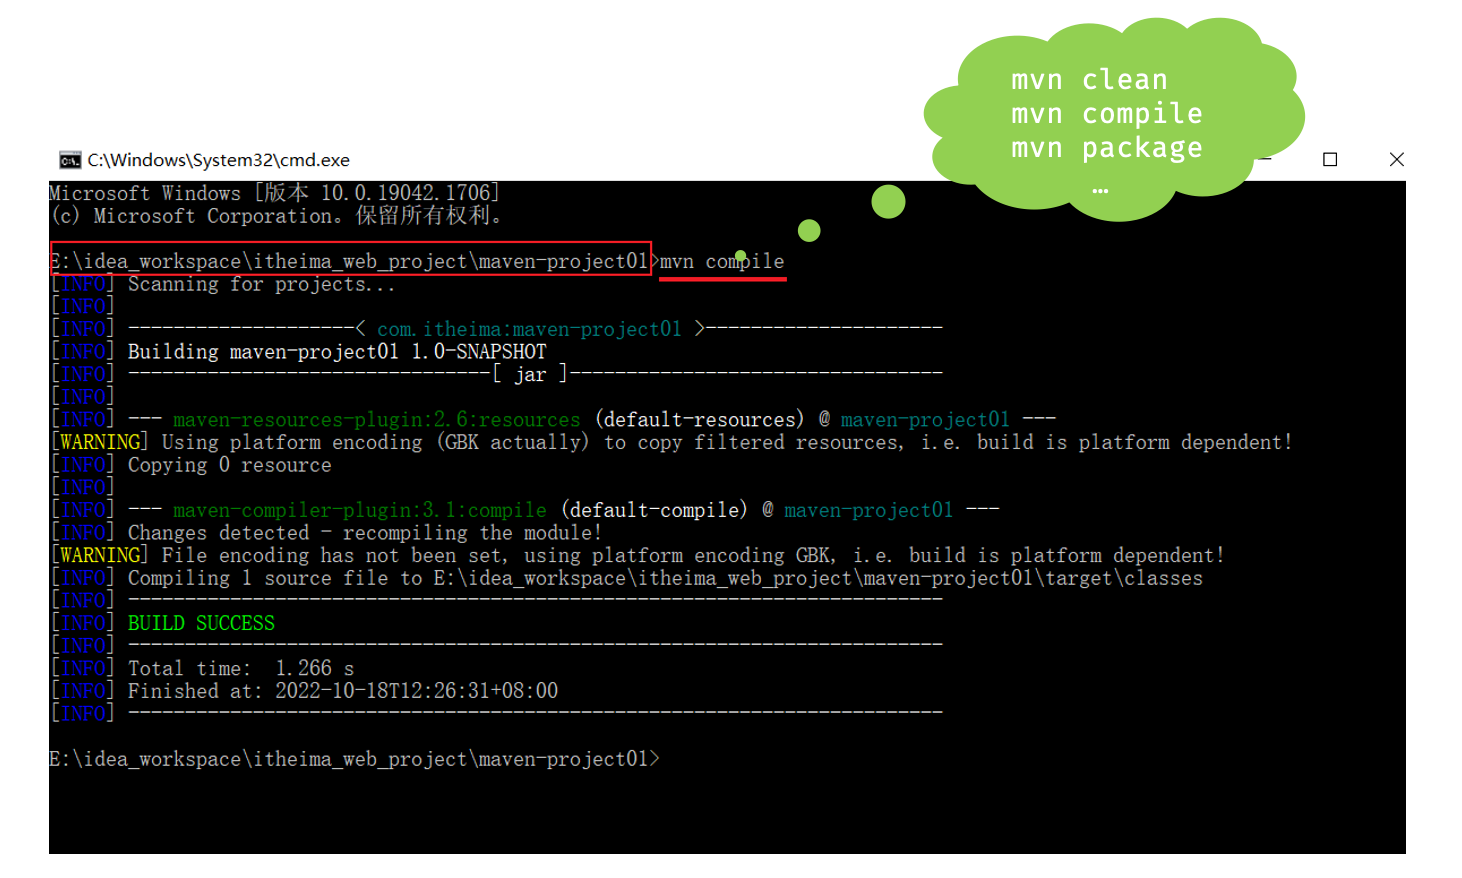 mvn clean
mvn compile
mvn package
…
C:\Windows\System32\cmd.exe
Microsoft Windows [版本 10.0.19042.1706]
(c) Microsoft Corporation。保留所有权利。
E:\idea_workspace\itheima_web_project\maven-project01>mvn compile
[INFO] Scanning for projects...
[INFO]
[INFO] --------------------< com.itheima:maven-project01 >---------------------
[INFO] Building maven-project01 1.0-SNAPSHOT
[INFO] --------------------------------[ jar ]---------------------------------
[INFO]
[INFO] --- maven-resources-plugin:2.6:resources (default-resources) @ maven-project01 ---
[WARNING] Using platform encoding (GBK actually) to copy filtered resources, i.e. build is platform dependent!
[INFO] Copying 0 resource
[INFO]
[INFO] --- maven-compiler-plugin:3.1:compile (default-compile) @ maven-project01 ---
[INFO] Changes detected - recompiling the module!
[WARNING] File encoding has not been set, using platform encoding GBK, i.e. build is platform dependent!
[INFO] Compiling 1 source file to E:\idea_workspace\itheima_web_project\maven-project01\target\classes
[INFO] ------------------------------------------------------------------------
[INFO] BUILD SUCCESS
[INFO] ------------------------------------------------------------------------
[INFO] Total time:  1.266 s
[INFO] Finished at: 2022-10-18T12:26:31+08:00
[INFO] ------------------------------------------------------------------------
E:\idea_workspace\itheima_web_project\maven-project01>